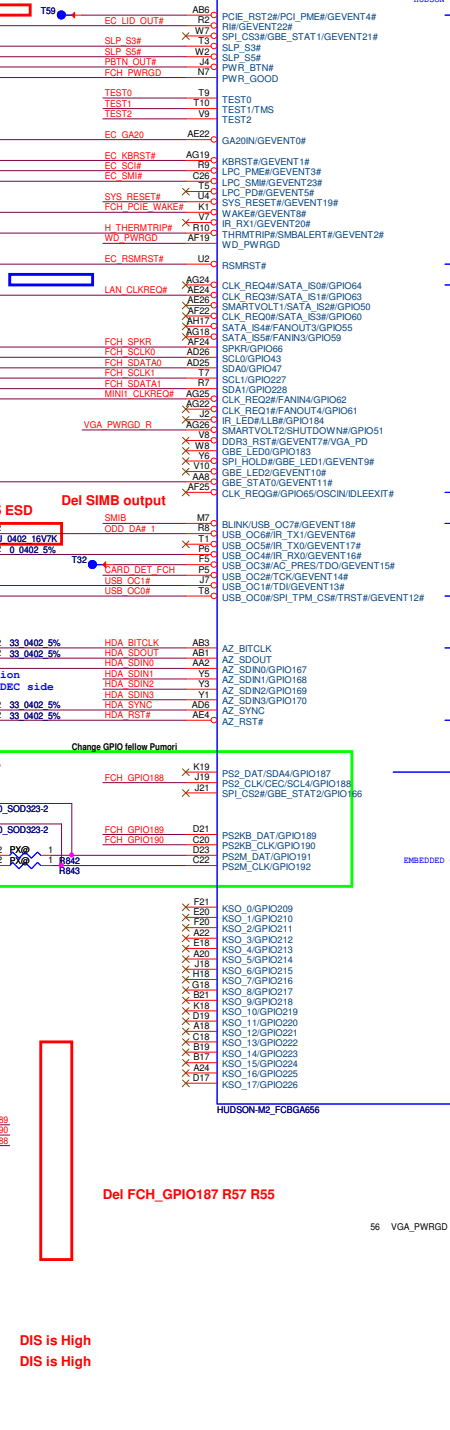 T59 AB6 PCIE_RST2#/PCI_PME#/GEVENT4#
EC_LID_OUT# R2 RI#/GEVENT22#
W7 SPI_CS3#/GBE_STAT1/GEVENT21#
SLP_S3# T3 SLP_S3#
SLP_S5# W2 SLP_S5#
PBTN_OUT# J4 PWR_BTN#
FCH_PWRGD N7 PWR_GOOD
TEST0 T9 TEST0
TEST1 T10 TEST1/TMS
TEST2 V9 TEST2
EC_GA20 AE22 GA20IN/GEVENT0#
EC_KBRST# AG19 KBRST#/GEVENT1#
EC_SCI# R9 LPC_PME#/GEVENT3#
EC_SMI# C26 LPC_SMI#/GEVENT23#
T5 LPC_PD#/GEVENT5#
SYS_RESET# U4 SYS_RESET#/GEVENT19#
FCH_PCIE_WAKE# K1 WAKE#/GEVENT8#
V7 IR_RX1/GEVENT20#
H_THERMTRIP# R10 THRMTRIP#/SMBALERT#/GEVENT2#
WD_PWRGD AF19 WD_PWRGD
EC_RSMRST# U2 RSMRST#
AG24 CLK_REQ4#/SATA_IS0#/GPIO64
LAN_CLKREQ# AE24 CLK_REQ3#/SATA_IS1#/GPIO63
AE26 SMARTVOLT1/SATA_IS2#/GPIO50
AF22 CLK_REQ0#/SATA_IS3#/GPIO60
AH17 SATA_IS4#/FANOUT3/GPIO55
AG18 SATA_IS5#/FANIN3/GPIO59
FCH_SPKR AF24 SPKR/GPIO66
FCH_SCLK0 AD26 SCL0/GPIO43
FCH_SDATA0 AD25 SDA0/GPIO47
FCH_SCLK1 T7 SCL1/GPIO227
FCH_SDATA1 R7 SDA1/GPIO228
MINI1_CLKREQ# AG25 CLK_REQ2#/FANIN4/GPIO62
AG22 CLK_REQ1#/FANOUT4/GPIO61
J2 IR_LED#/LLB#/GPIO184
VGA_PWRGD_R AG26 SMARTVOLT2/SHUTDOWN#/GPIO51
V8 DDR3_RST#/GEVENT7#/VGA_PD
W8 GBE_LED0/GPIO183
Y6 SPI_HOLD#/GBE_LED1/GEVENT9#
V10 GBE_LED2/GEVENT10#
AA8 GBE_STAT0/GEVENT11#
AF25 CLK_REQG#/GPIO65/OSCIN/IDLEEXIT#
ESD Del SIMB output
SMIB M7 BLINK/USB_OC7#/GEVENT18#
ODD_DA#_1 R8 USB_OC6#/IR_TX1/GEVENT6#
_0402_16V7K T1 USB_OC5#/IR_TX0/GEVENT17#
0_0402_5% P6 USB_OC4#/IR_RX0/GEVENT16#
T32 F5 USB_OC3#/AC_PRES/TDO/GEVENT15#
CARD_DET_FCH P5 USB_OC2#/TCK/GEVENT14#
USB_OC1# J7 USB_OC1#/TDI/GEVENT13#
USB_OC0# T8 USB_OC0#/SPI_TPM_CS#/TRST#/GEVENT12#
33_0402_5% HDA_BITCLK AB3 AZ_BITCLK
33_0402_5% HDA_SDOUT AB1 AZ_SDOUT
HDA_SDIN0 AA2 AZ_SDIN0/GPIO167
ion HDA_SDIN1 Y5 AZ_SDIN1/GPIO168
DEC side HDA_SDIN2 Y3 AZ_SDIN2/GPIO169
HDA_SDIN3 Y1 AZ_SDIN3/GPIO170
33_0402_5% HDA_SYNC AD6 AZ_SYNC
33_0402_5% HDA_RST# AE4 AZ_RST#
Change GPIO fellow Pumori
K19 PS2_DAT/SDA4/GPIO187
FCH_GPIO188 J19 PS2_CLK/CEC/SCL4/GPIO188
J21 SPI_CS2#/GBE_STAT2/GPIO166
0_SOD323-2
0_SOD323-2 FCH_GPIO189 D21 PS2KB_DAT/GPIO189
FCH_GPIO190 C20 PS2KB_CLK/GPIO190
2 PX@ 1 R842 D23 PS2M_DAT/GPIO191
2 PX@ 1 R843 C22 PS2M_CLK/GPIO192
EMBEDDED
F21 KSO_0/GPIO209
E20 KSO_1/GPIO210
F20 KSO_2/GPIO211
A22 KSO_3/GPIO212
E18 KSO_4/GPIO213
A20 KSO_5/GPIO214
J18 KSO_6/GPIO215
H18 KSO_7/GPIO216
G18 KSO_8/GPIO217
B21 KSO_9/GPIO218
K18 KSO_10/GPIO219
D19 KSO_11/GPIO220
A18 KSO_12/GPIO221
C18 KSO_13/GPIO222
B19 KSO_14/GPIO223
B17 KSO_15/GPIO224
A24 KSO_16/GPIO225
D17 KSO_17/GPIO226
HUDSON-M2_FCBGA656
89
90
88
Del FCH_GPIO187 R57 R55
56 VGA_PWRGD
DIS is High
DIS is High